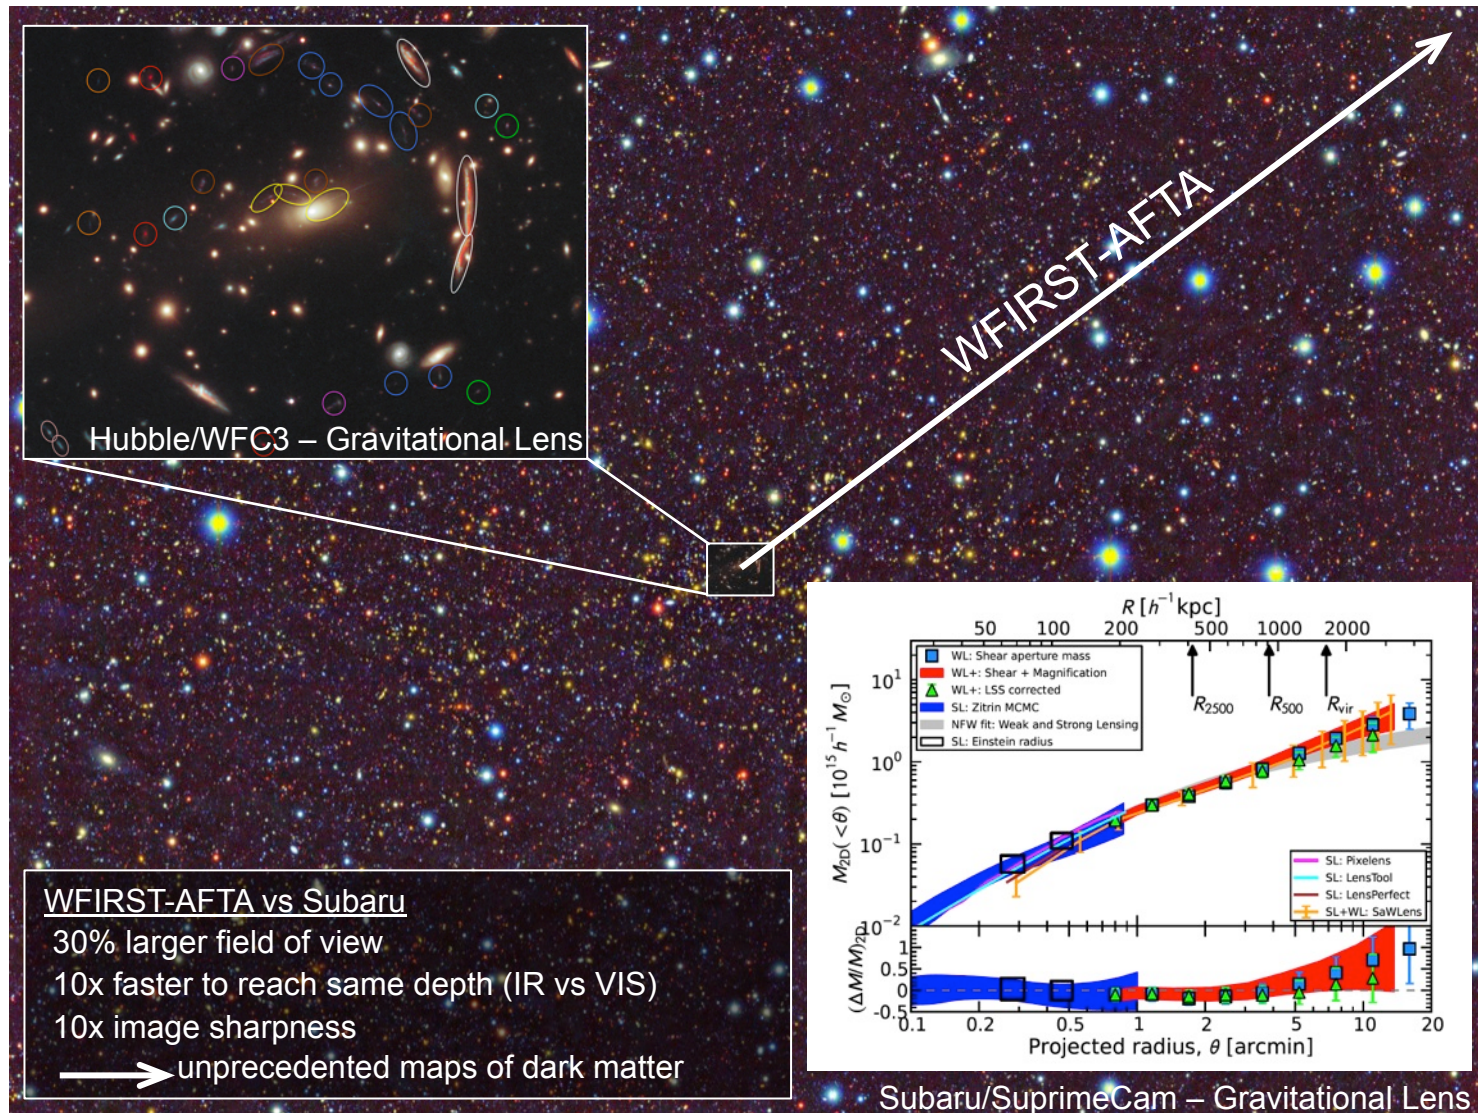 WFIRST-AFTA
Hubble/WFC3 – Gravitational Lens
R [h⁻¹kpc]
50 100 200 500 1000 2000
WL: Shear aperture mass
WL+: Shear + Magnification
WL+: LSS corrected
SL: Zitrin MCMC
NFW fit: Weak and Strong Lensing
SL: Einstein radius
R₂₅₀₀ R₅₀₀ Rvir
M₂D(<θ) [10¹⁵ h⁻¹ M☉]
10¹
10⁰
10⁻¹
10⁻²
SL: Pixelens
SL: LensTool
SL: LensPerfect
SL+WL: SaWLens
(ΔM/M)₂D
1
0.5
0
-0.5
0.1 0.2 0.5 1 2 5 10 20
Projected radius, θ [arcmin]
WFIRST-AFTA vs Subaru
30% larger field of view
10x faster to reach same depth (IR vs VIS)
10x image sharpness
unprecedented maps of dark matter
Subaru/SuprimeCam – Gravitational Lens